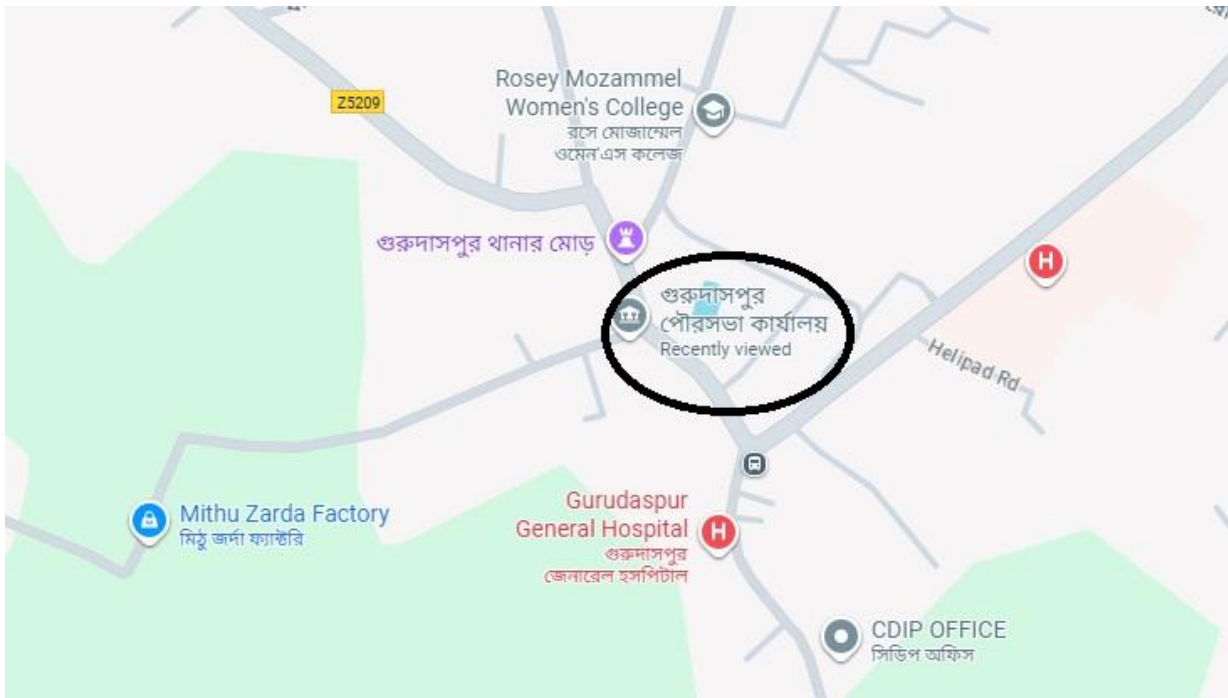 Rosey Mozammel
Women's College
রসে মোজাম্মেল
ওমেন'এস কলেজ
Z5209
গুরুদাসপুর থানার মোড়
H
গুরুদাসপুর
পৌরসভা কার্যালয়
Recently viewed
Helipad Rd
Mithu Zarda Factory
মিঠু জর্দা ফ্যাক্টরি
Gurudaspur
General Hospital
গুরুদাসপুর
জেনারেল হসপিটাল
H
CDIP OFFICE
সিডিপ অফিস